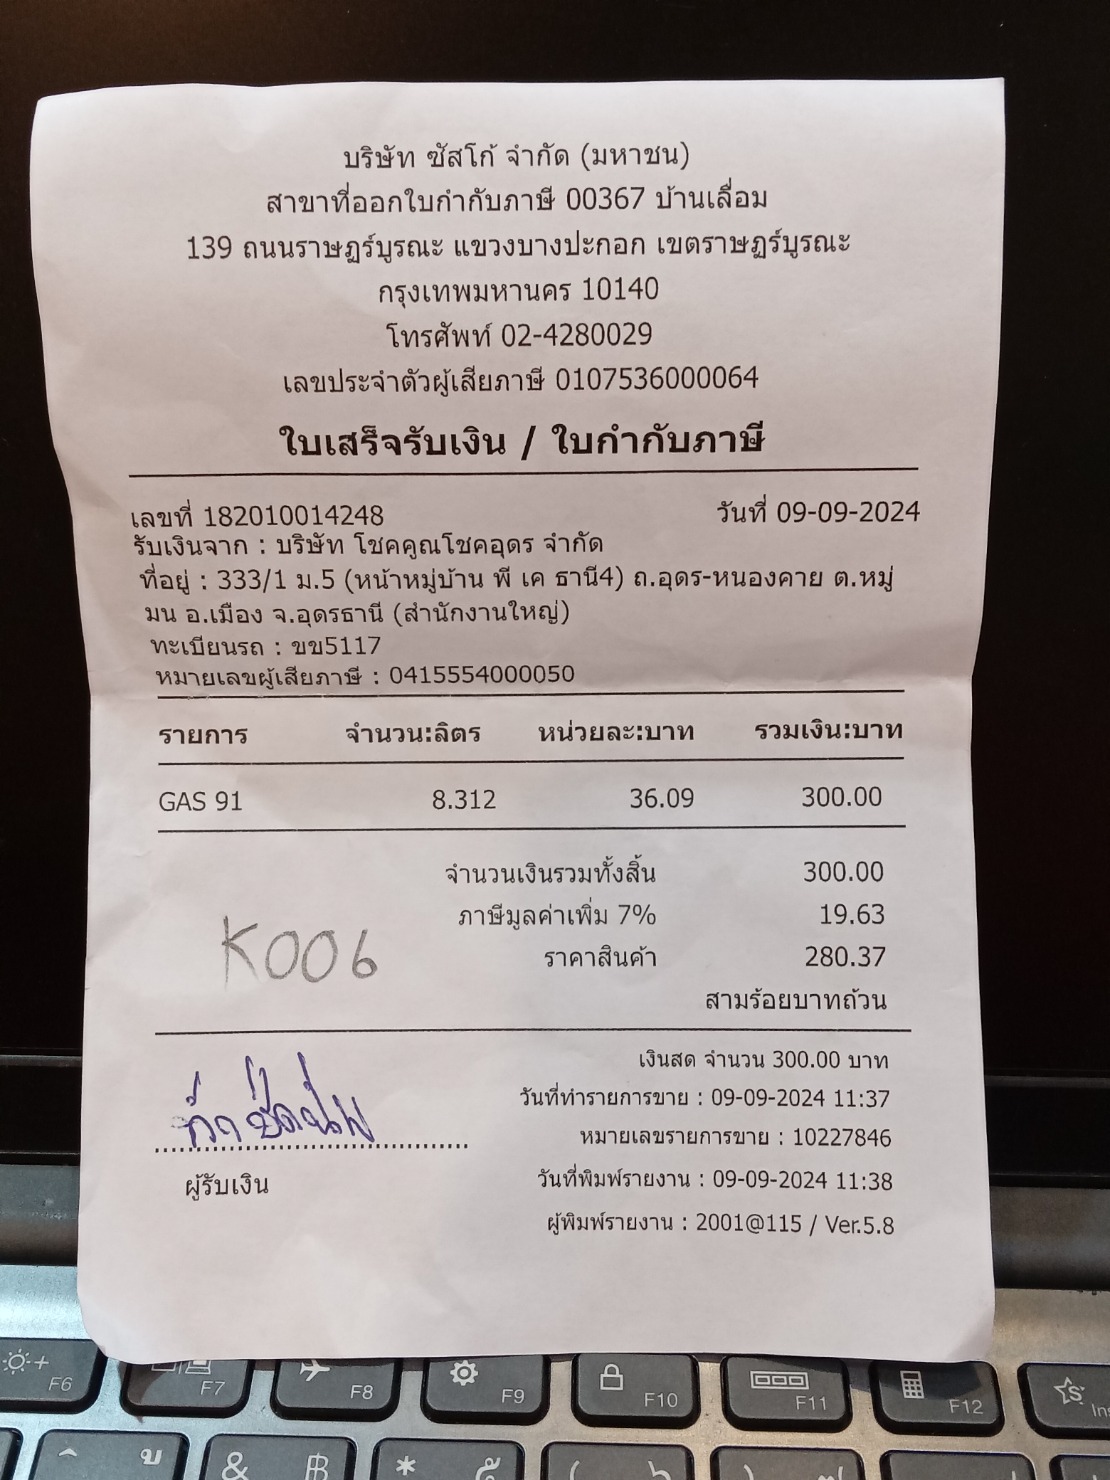 บริษัท ซัสโก้ จำกัด (มหาชน)
สาขาที่ออกใบกำกับภาษี 00367 บ้านเลื่อม
139 ถนนราษฏร์บูรณะ แขวงบางปะกอก เขตราษฏร์บูรณะ
กรุงเทพมหานคร 10140
โทรศัพท์ 02-4280029
เลขประจำตัวผู้เสียภาษี 0107536000064
ใบเสร็จรับเงิน / ใบกำกับภาษี
เลขที่ 182010014248 วันที่ 09-09-2024
รับเงินจาก : บริษัท โชคคูณโชคอุดร จำกัด
ที่อยู่ : 333/1 ม.5 (หน้าหมู่บ้าน พี เค ธานี4) ถ.อุดร-หนองคาย ต.หมู่
มน อ.เมือง จ.อุดรธานี (สำนักงานใหญ่)
ทะเบียนรถ : ขข5117
หมายเลขผู้เสียภาษี : 0415554000050
รายการ จำนวน:ลิตร หน่วยละ:บาท รวมเงิน:บาท
GAS 91 8.312 36.09 300.00
จำนวนเงินรวมทั้งสิ้น 300.00
ภาษีมูลค่าเพิ่ม 7% 19.63
K006
ราคาสินค้า 280.37
สามร้อยบาทถ้วน
เงินสด จำนวน 300.00 บาท
วันที่ทำรายการขาย : 09-09-2024 11:37
หมายเลขรายการขาย : 10227846
ผู้รับเงิน
วันที่พิมพ์รายงาน : 09-09-2024 11:38
ผู้พิมพ์รายงาน : 2001@115 / Ver.5.8
F6 F7 F8 F9 F10 F11 F12 Ins
บ & ฿ * ๕ ( ู ) ๗